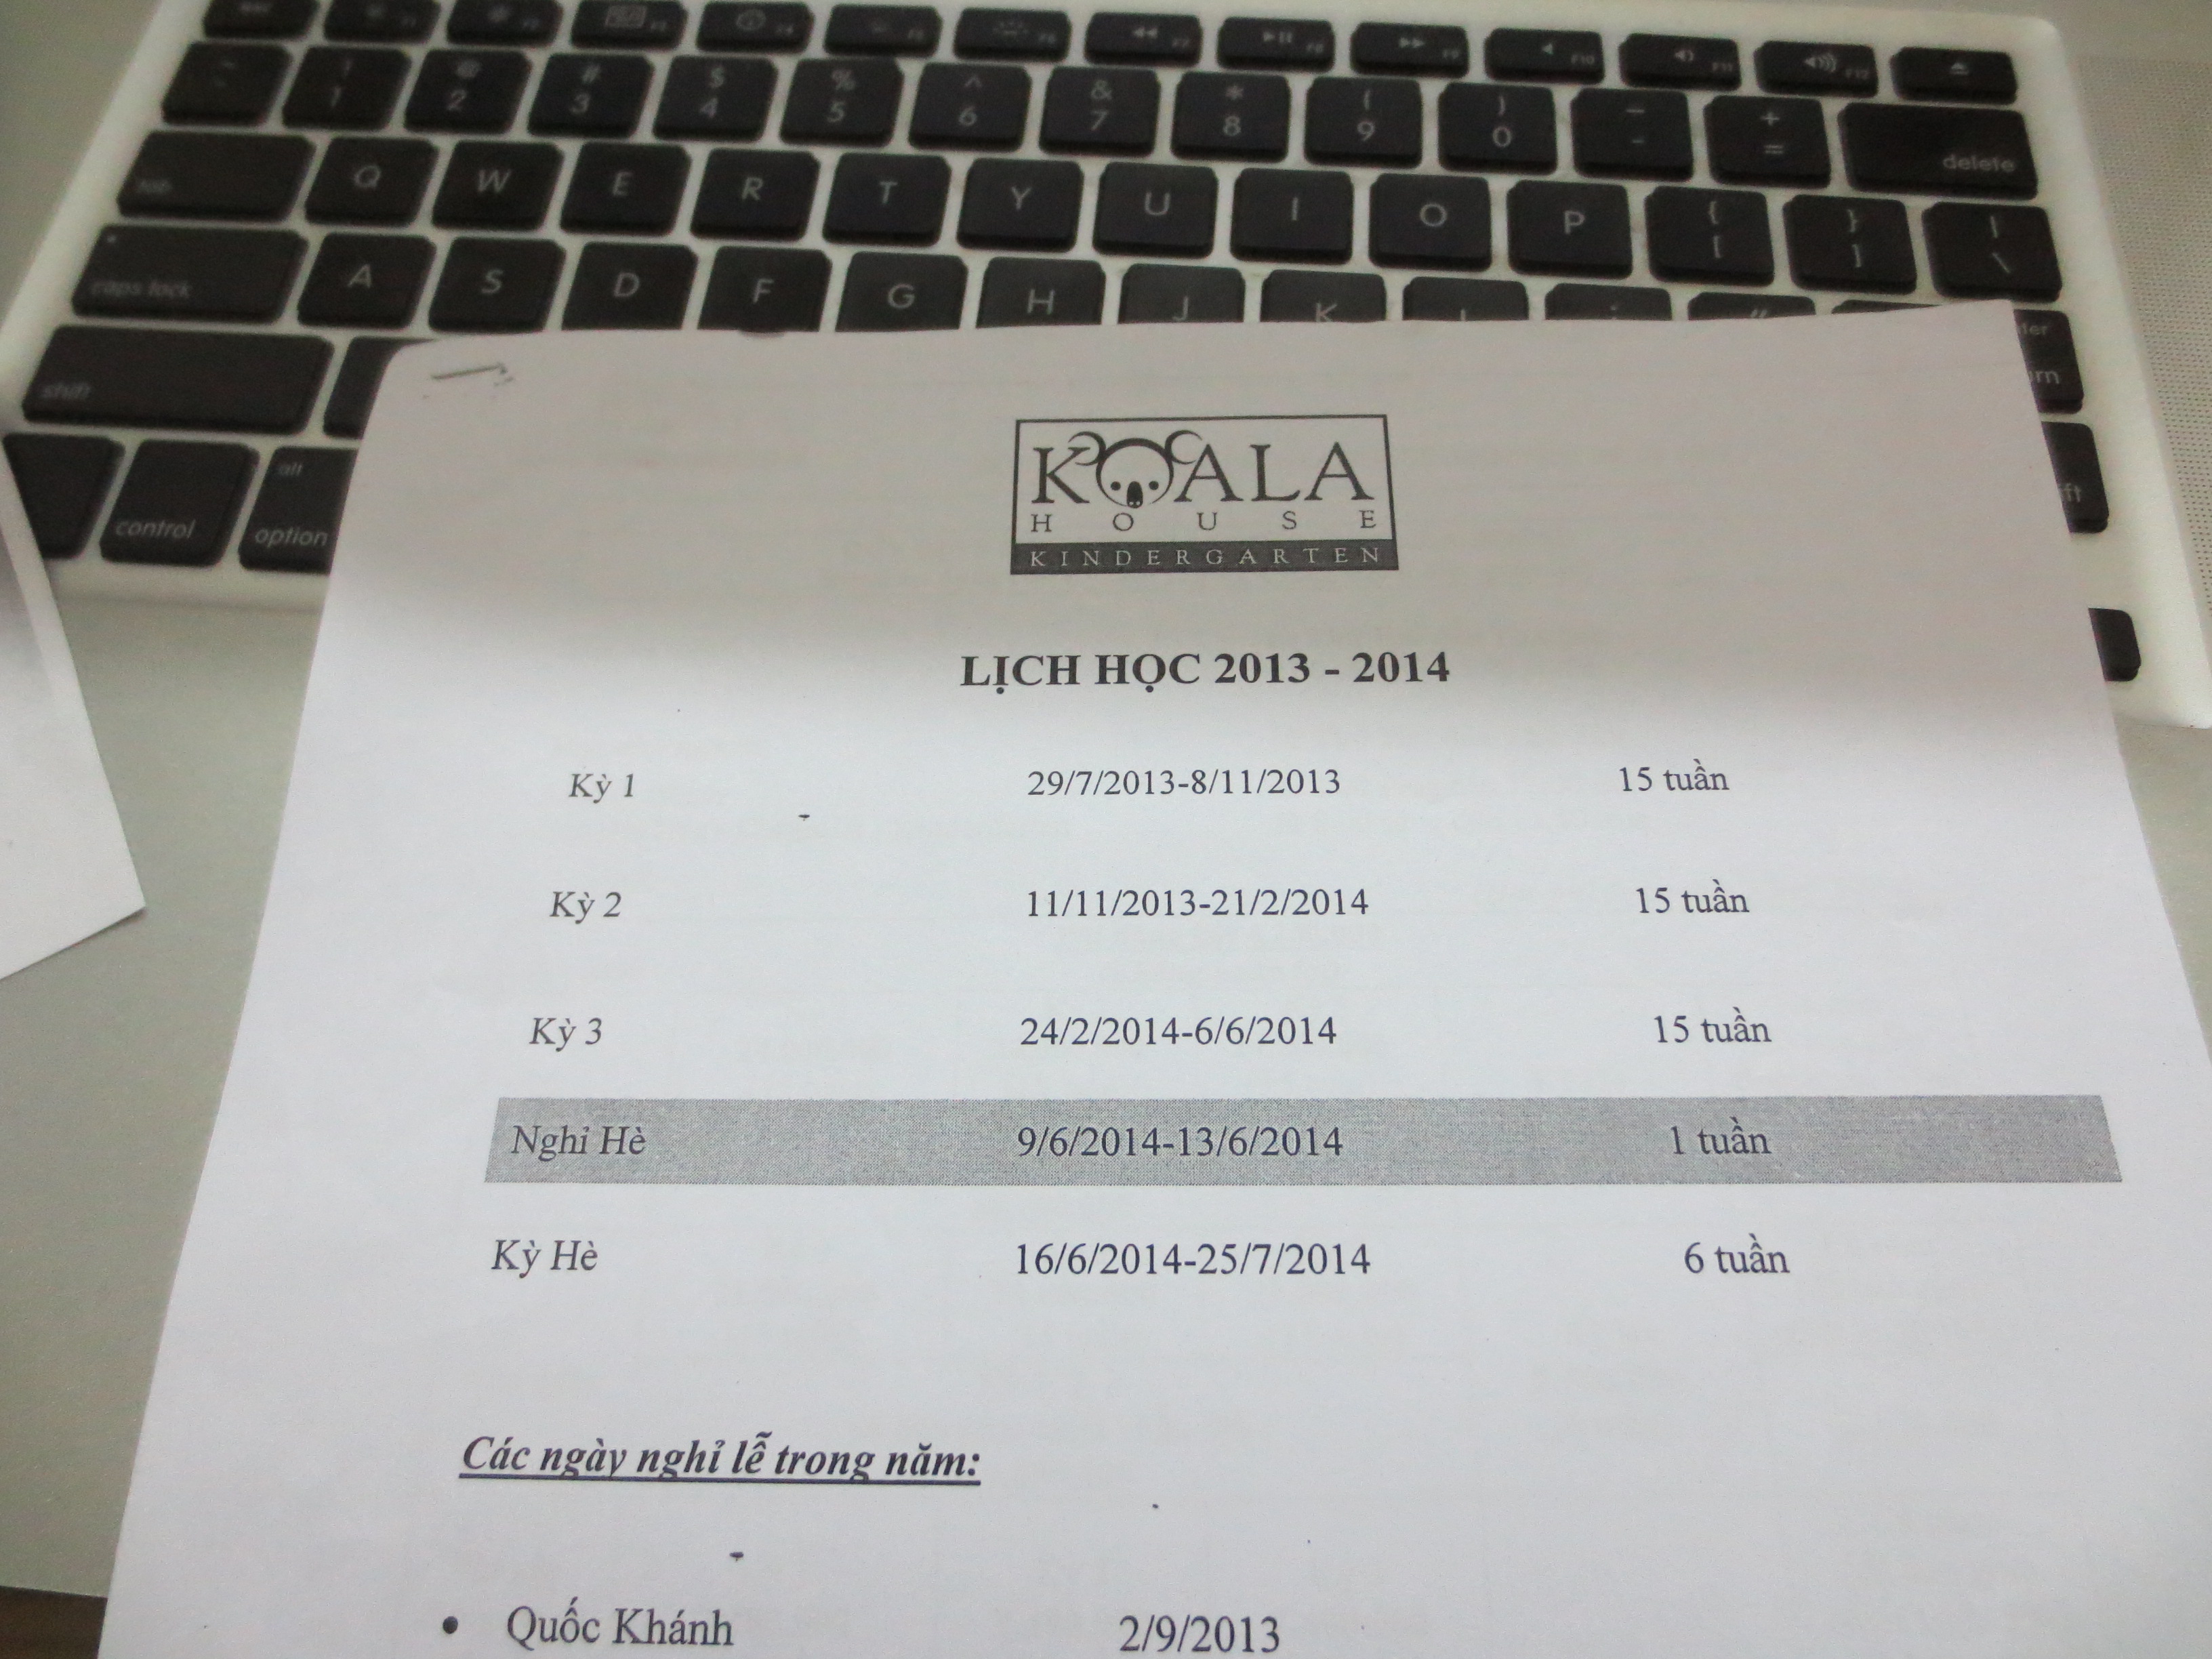 F1 F2 F3 F4 F5 F6 F7 F8 F9 F10 F11 F12
~ ! @ # $ % ^ & * ( ) _ +
1 2 3 4 5 6 7 8 9 0 - =
delete
Q W E R T Y U I O P { [ } ] | \
caps lock A S D F G H J K
shift
control
alt
option
KOALA
HOUSE
KINDERGARTEN
LỊCH HỌC 2013 - 2014
Kỳ 1 29/7/2013-8/11/2013 15 tuần
Kỳ 2 11/11/2013-21/2/2014 15 tuần
Kỳ 3 24/2/2014-6/6/2014 15 tuần
Nghỉ Hè 9/6/2014-13/6/2014 1 tuần
Kỳ Hè 16/6/2014-25/7/2014 6 tuần
Các ngày nghỉ lễ trong năm:
• Quốc Khánh 2/9/2013